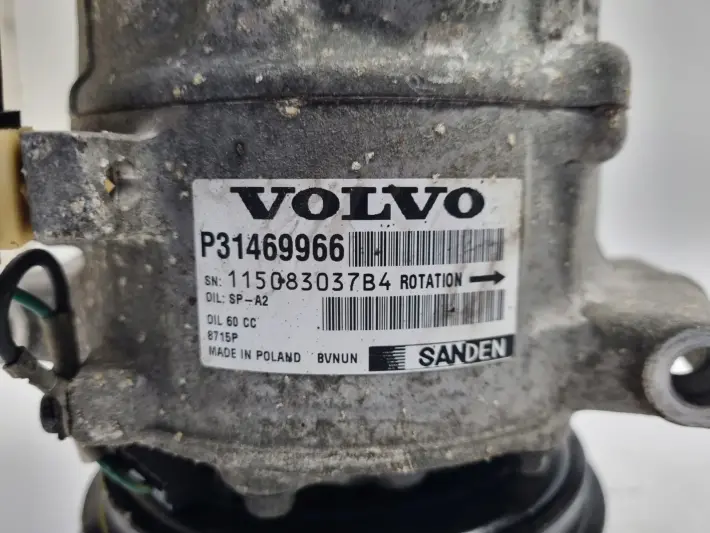 VOLVO
P31469966
SN: 115083037B4 ROTATION →
OIL: SP-A2
OIL 60 CC
8715P
MADE IN POLAND BVNUN SANDEN